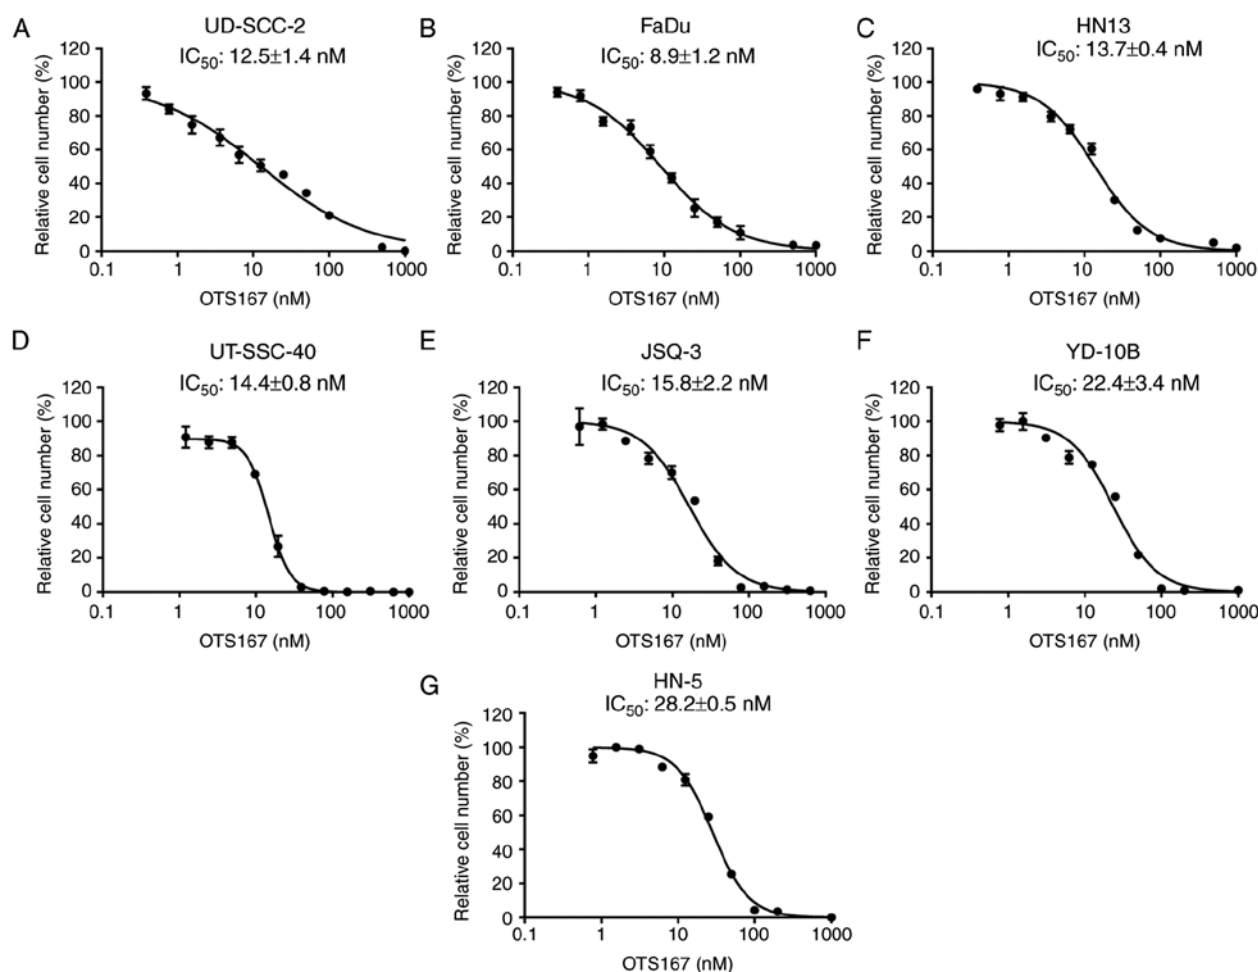 A
UD-SCC-2
IC50: 12.5±1.4 nM
Relative cell number (%)
120
100
80
60
40
20
0
0.1 1 10 100 1000
OTS167 (nM)
B
FaDu
IC50: 8.9±1.2 nM
Relative cell number (%)
120
100
80
60
40
20
0
0.1 1 10 100 1000
OTS167 (nM)
C
HN13
IC50: 13.7±0.4 nM
Relative cell number (%)
120
100
80
60
40
20
0
0.1 1 10 100 1000
OTS167 (nM)
D
UT-SSC-40
IC50: 14.4±0.8 nM
Relative cell number (%)
120
100
80
60
40
20
0
0.1 1 10 100 1000
OTS167 (nM)
E
JSQ-3
IC50: 15.8±2.2 nM
Relative cell number (%)
120
100
80
60
40
20
0
0.1 1 10 100 1000
OTS167 (nM)
F
YD-10B
IC50: 22.4±3.4 nM
Relative cell number (%)
120
100
80
60
40
20
0
0.1 1 10 100 1000
OTS167 (nM)
G
HN-5
IC50: 28.2±0.5 nM
Relative cell number (%)
120
100
80
60
40
20
0
0.1 1 10 100 1000
OTS167 (nM)